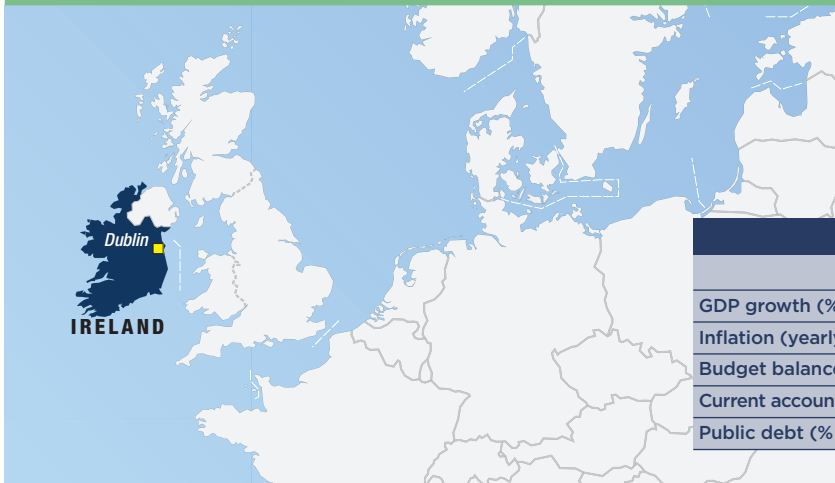 Dublin
IRELAND
GDP growth (%
Inflation (yearly
Budget balance
Current accoun
Public debt (%